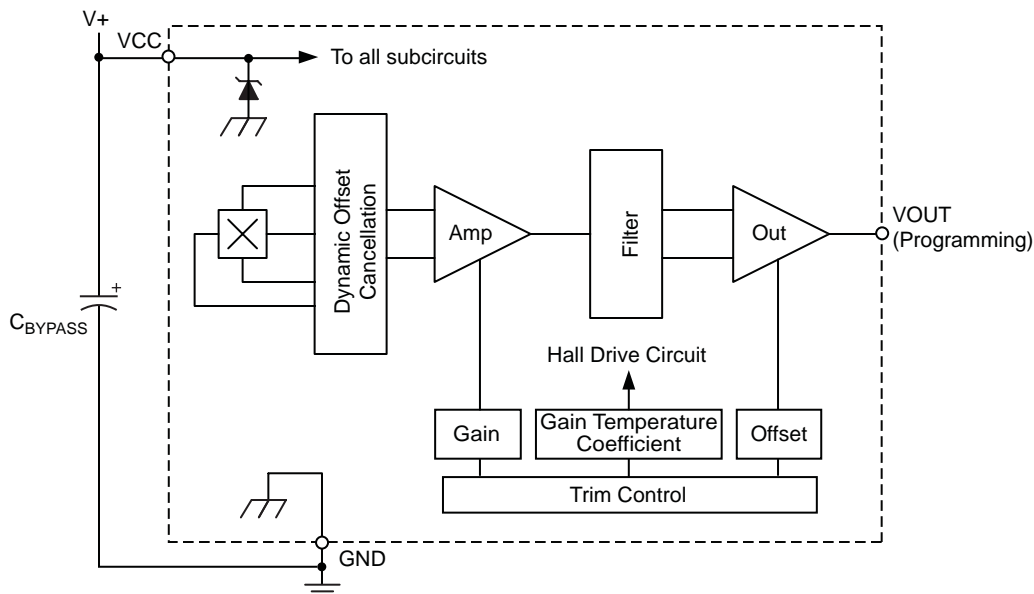 V+
VCC
To all subcircuits
Dynamic Offset
Cancellation
Amp
Filter
Out
VOUT
(Programming)
+
CBYPASS
Hall Drive Circuit
Gain
Gain Temperature
Coefficient
Offset
Trim Control
GND